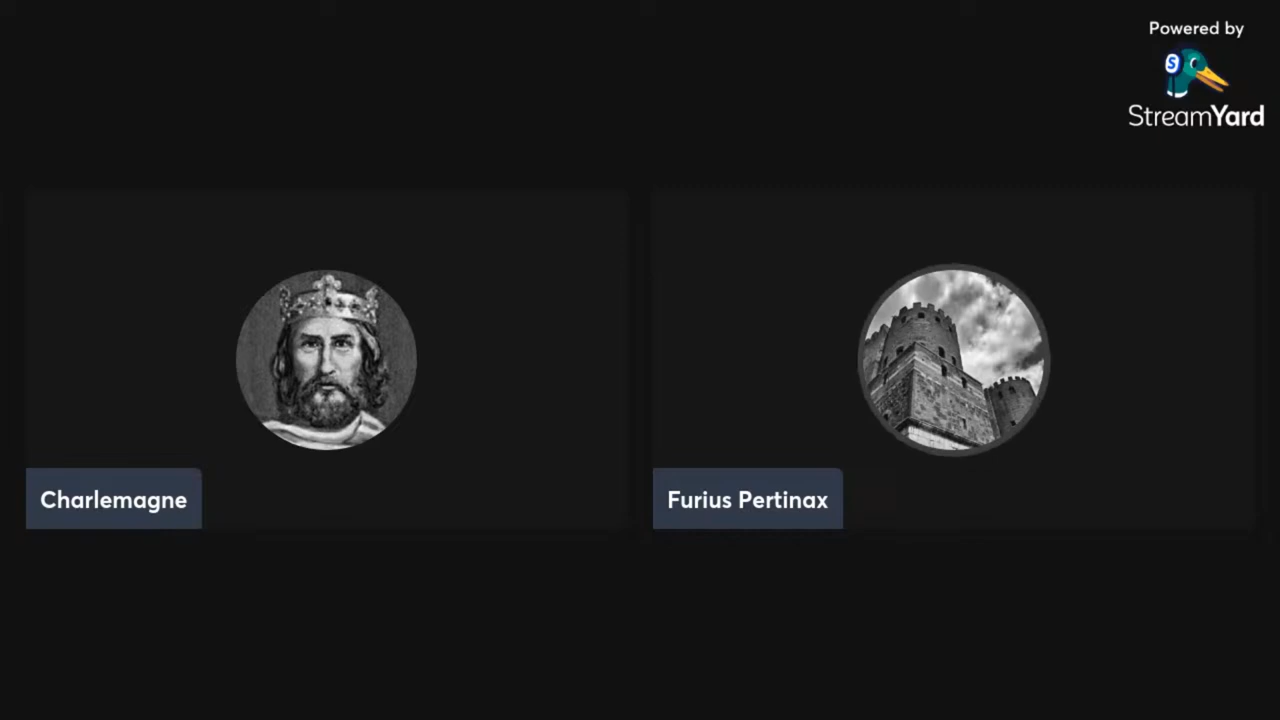 Powered by
S
StreamYard
Charlemagne
Furius Pertinax